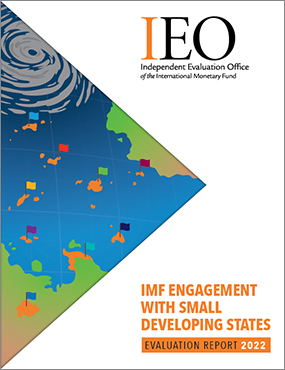 IEO
Independent Evaluation Office
of the International Monetary Fund
IMF ENGAGEMENT
WITH SMALL
DEVELOPING STATES
EVALUATION REPORT 2022